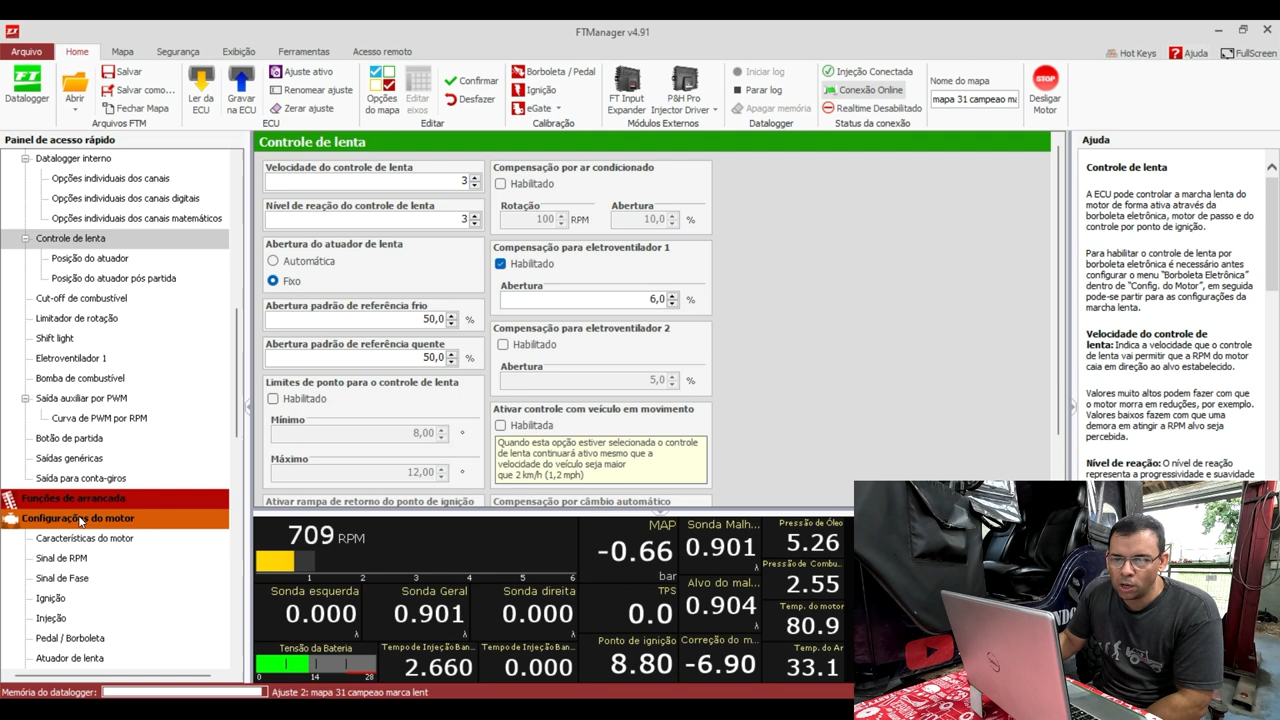 FTManager v4.91
Arquivo Home Mapa Segurança Exibição Ferramentas Acesso remoto
Hot Keys Ajuda FullScreen
FT
Datalogger
Abrir
Salvar
Salvar como...
Fechar Mapa
Arquivos FTM
Ler da ECU
Gravar na ECU
Ajuste ativo
Renomear ajuste
Zerar ajuste
ECU
Opções do mapa
Editar eixos
Confirmar
Desfazer
Editar
Borboleta / Pedal
Ignição
eGate
Calibração
FT Input Expander
P&H Pro Injector Driver
Módulos Externos
Iniciar log
Parar log
Apagar memória
Datalogger
Injeção Conectada
Conexão Online
Realtime Desabilitado
Status da conexão
Nome do mapa
mapa 31 campeao ma
STOP
Desligar Motor
Painel de acesso rápido
Datalogger interno
Opções individuais dos canais
Opções individuais dos canais digitais
Opções individuais dos canais matemáticos
Controle de lenta
Posição do atuador
Posição do atuador pós partida
Cut-off de combustível
Limitador de rotação
Shift light
Eletroventilador 1
Bomba de combustível
Saída auxiliar por PWM
Curva de PWM por RPM
Botão de partida
Saídas genéricas
Saída para conta-giros
Funções de arrancada
Configurações do motor
Características do motor
Sinal de RPM
Sinal de Fase
Ignição
Injeção
Pedal / Borboleta
Atuador de lenta
Controle de lenta
Velocidade do controle de lenta
3
Nível de reação do controle de lenta
3
Abertura do atuador de lenta
Automática
Fixo
Abertura padrão de referência frio
50,0 %
Abertura padrão de referência quente
50,0 %
Limites de ponto para o controle de lenta
Habilitado
Mínimo
8,00 °
Máximo
12,00 °
Ativar rampa de retorno do ponto de ignição
Compensação por ar condicionado
Habilitado
Rotação Abertura
100 RPM 10,0 %
Compensação para eletroventilador 1
Habilitado
Abertura
6,0 %
Compensação para eletroventilador 2
Habilitado
Abertura
5,0 %
Ativar controle com veículo em movimento
Habilitada
Quando esta opção estiver selecionada o controle
de lenta continuará ativo mesmo que a
velocidade do veículo seja maior
que 2 km/h (1,2 mph)
Compensação por câmbio automático
Ajuda
Controle de lenta
A ECU pode controlar a marcha lenta do
motor de forma ativa através da
borboleta eletrônica, motor de passo e do
controle por ponto de ignição.
Para habilitar o controle de lenta por
borboleta eletrônica é necessário antes
configurar o menu "Borboleta Eletrônica"
dentro de "Config. do Motor", em seguida
pode-se partir para as configurações da
marcha lenta.
Velocidade do controle de
lenta: Indica a velocidade que o controle
de lenta vai permitir que a RPM do motor
caia em direção ao alvo estabelecido.
Valores muito altos podem fazer com que
o motor morra em reduções, por exemplo.
Valores baixos fazem com que uma
demora em atingir a RPM alvo seja
percebida.
Nível de reação: O nível de reação
representa a progressividade e suavidade
709 RPM
1 2 3 4 5 6
MAP
-0.66
bar
Sonda Malh...
0.901
λ
Pressão de Óleo
5.26
Pressão de Combu...
2.55
Sonda esquerda
0.000
λ
Sonda Geral
0.901
λ
Sonda direita
0.000
λ
TPS
0.0
Alvo do mal...
0.904
λ
Temp. do motor
80.9
Tensão da Bateria
0 14 28
Tempo de Injeção Ban...
2.660
Tempo de Injeção Ban...
0.000
Ponto de ignição
8.80
Correção do m...
-6.90
Temp. do Ar
33.1
Memória do datalogger:
Ajuste 2: mapa 31 campeao marca lent